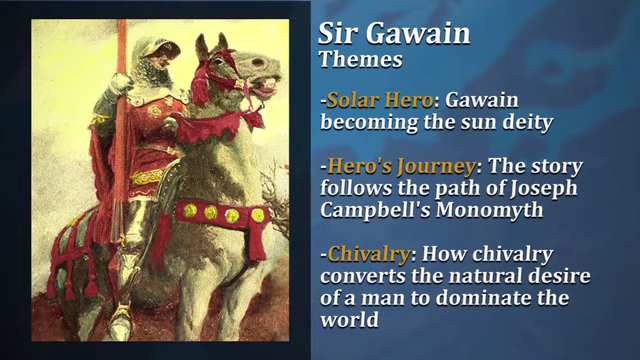 Sir Gawain
Themes
-Solar Hero: Gawain
becoming the sun deity
-Hero's Journey: The story
follows the path of Joseph
Campbell's Monomyth
-Chivalry: How chivalry
converts the natural desire
of a man to dominate the
world